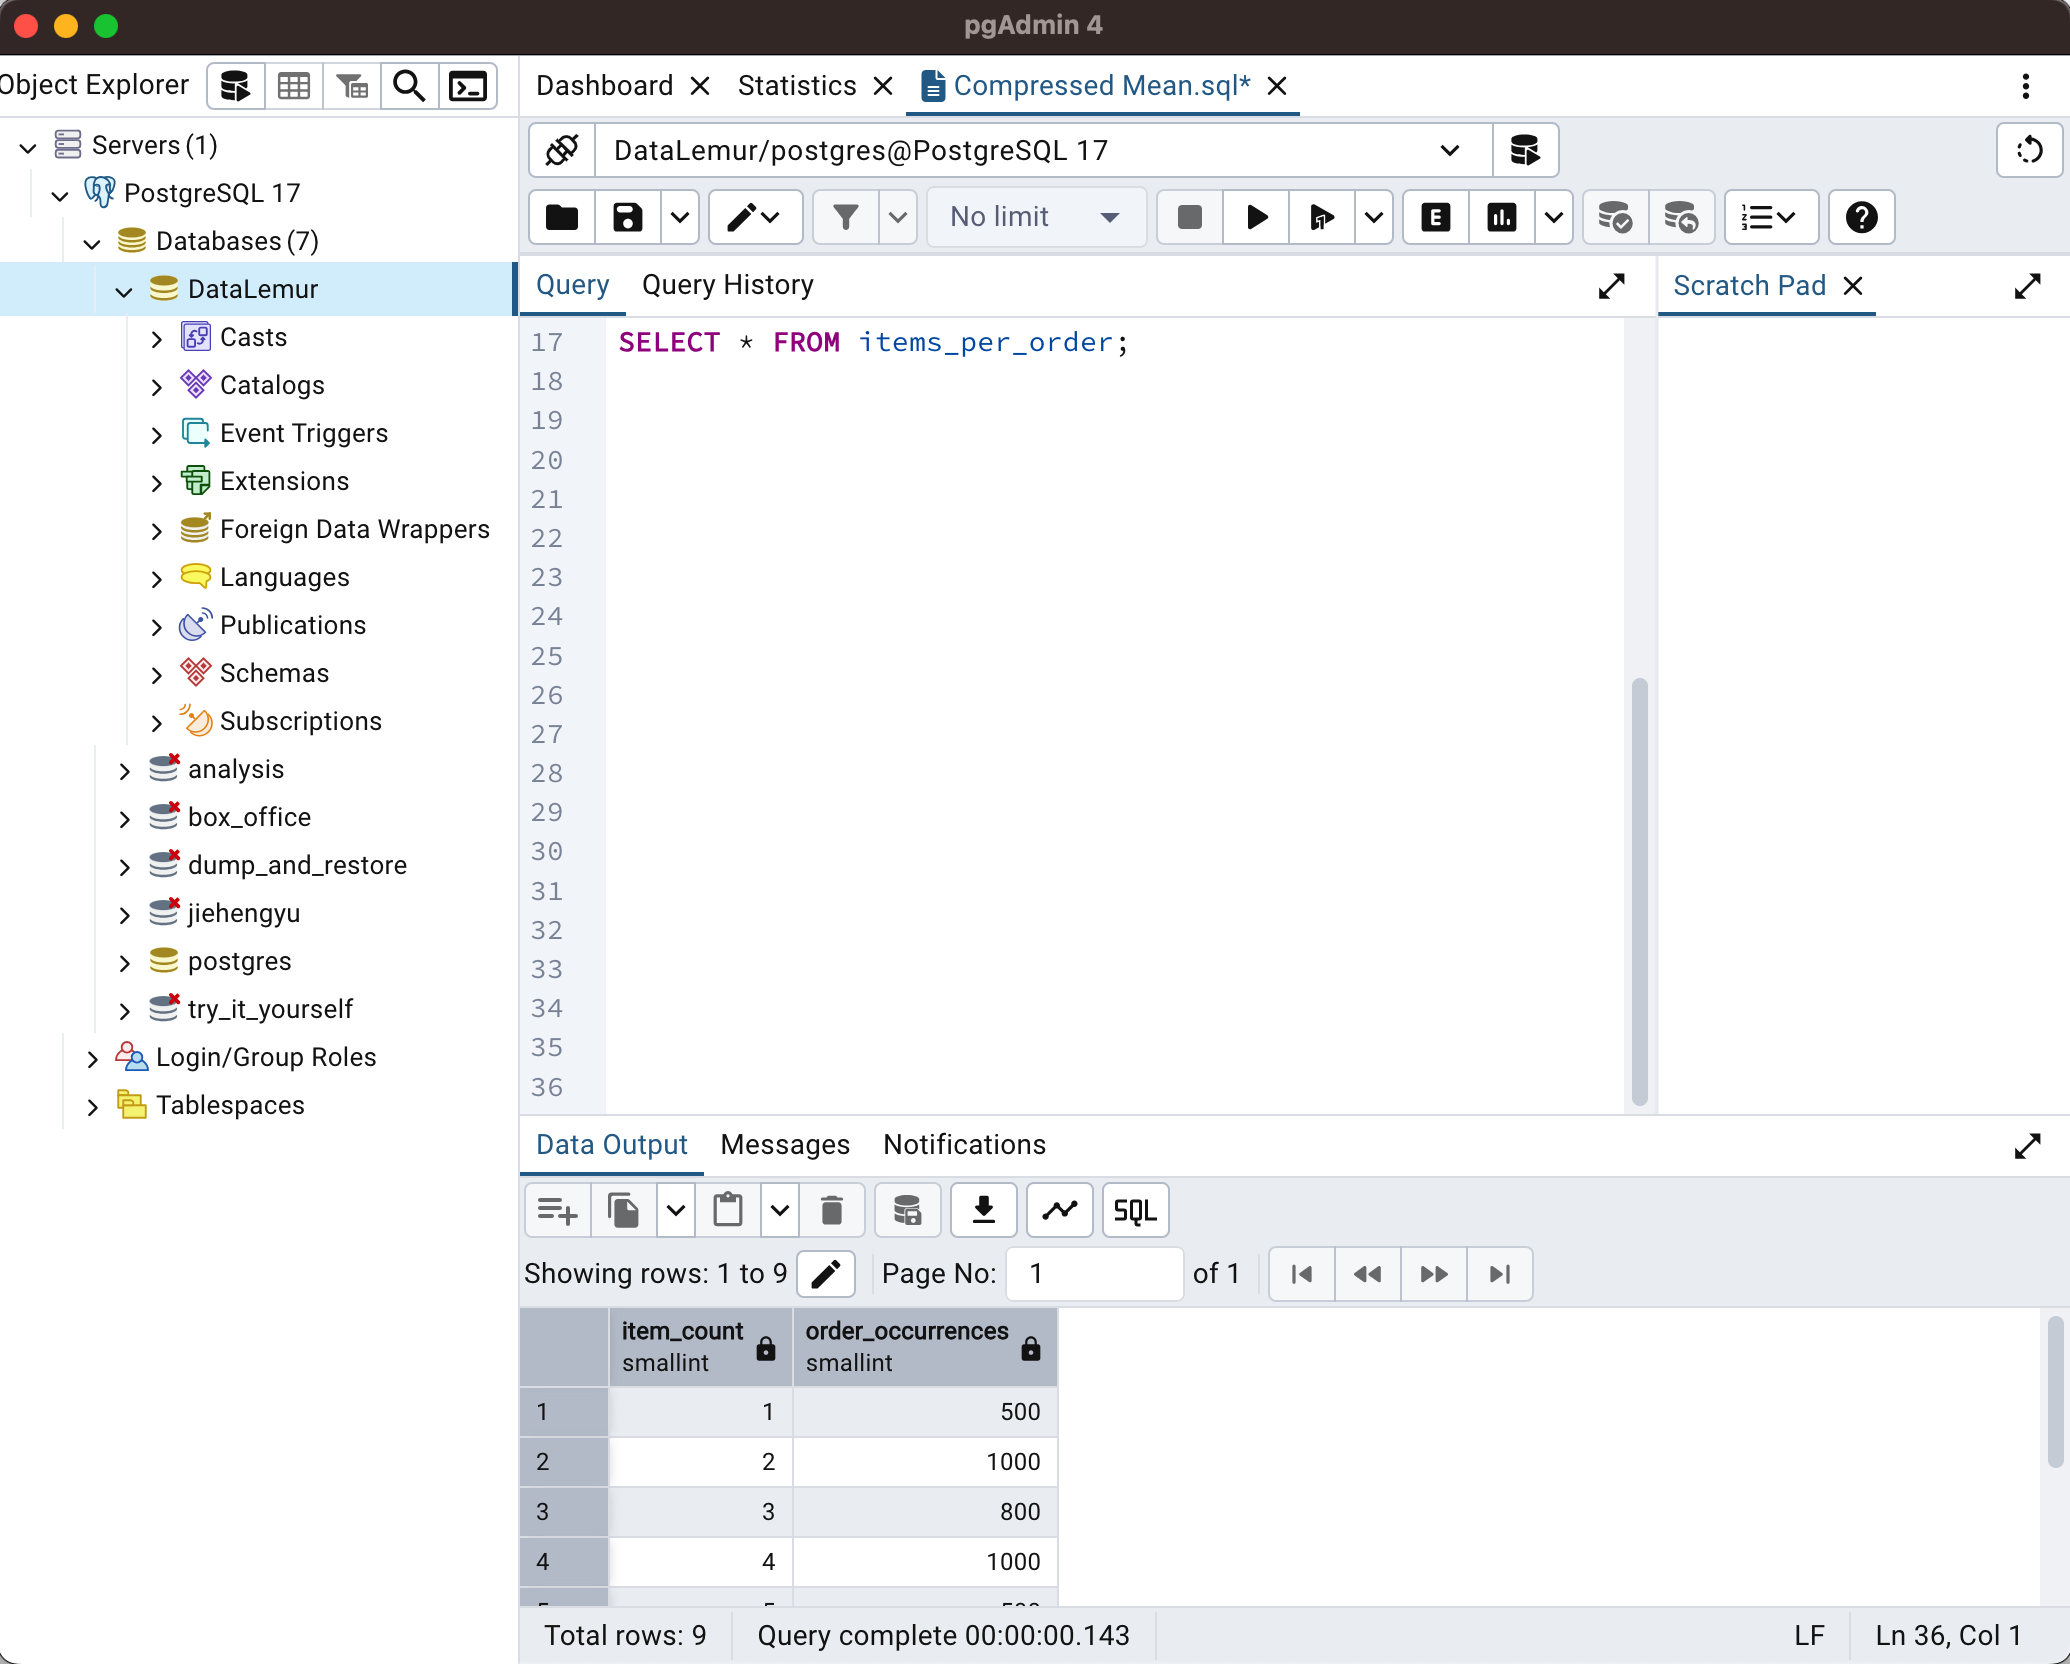 pgAdmin 4
Object Explorer
Servers (1)
PostgreSQL 17
Databases (7)
DataLemur
Casts
Catalogs
Event Triggers
Extensions
Foreign Data Wrappers
Languages
Publications
Schemas
Subscriptions
analysis
box_office
dump_and_restore
jiehengyu
postgres
try_it_yourself
Login/Group Roles
Tablespaces
Dashboard Statistics Compressed Mean.sql*
DataLemur/postgres@PostgreSQL 17
No limit E
Query Query History
Scratch Pad
17 SELECT * FROM items_per_order;
18
19
20
21
22
23
24
25
26
27
28
29
30
31
32
33
34
35
36
Data Output Messages Notifications
SQL
Showing rows: 1 to 9 Page No: 1 of 1
item_count order_occurrences
smallint smallint
1 1 500
2 2 1000
3 3 800
4 4 1000
Total rows: 9 Query complete 00:00:00.143 LF Ln 36, Col 1